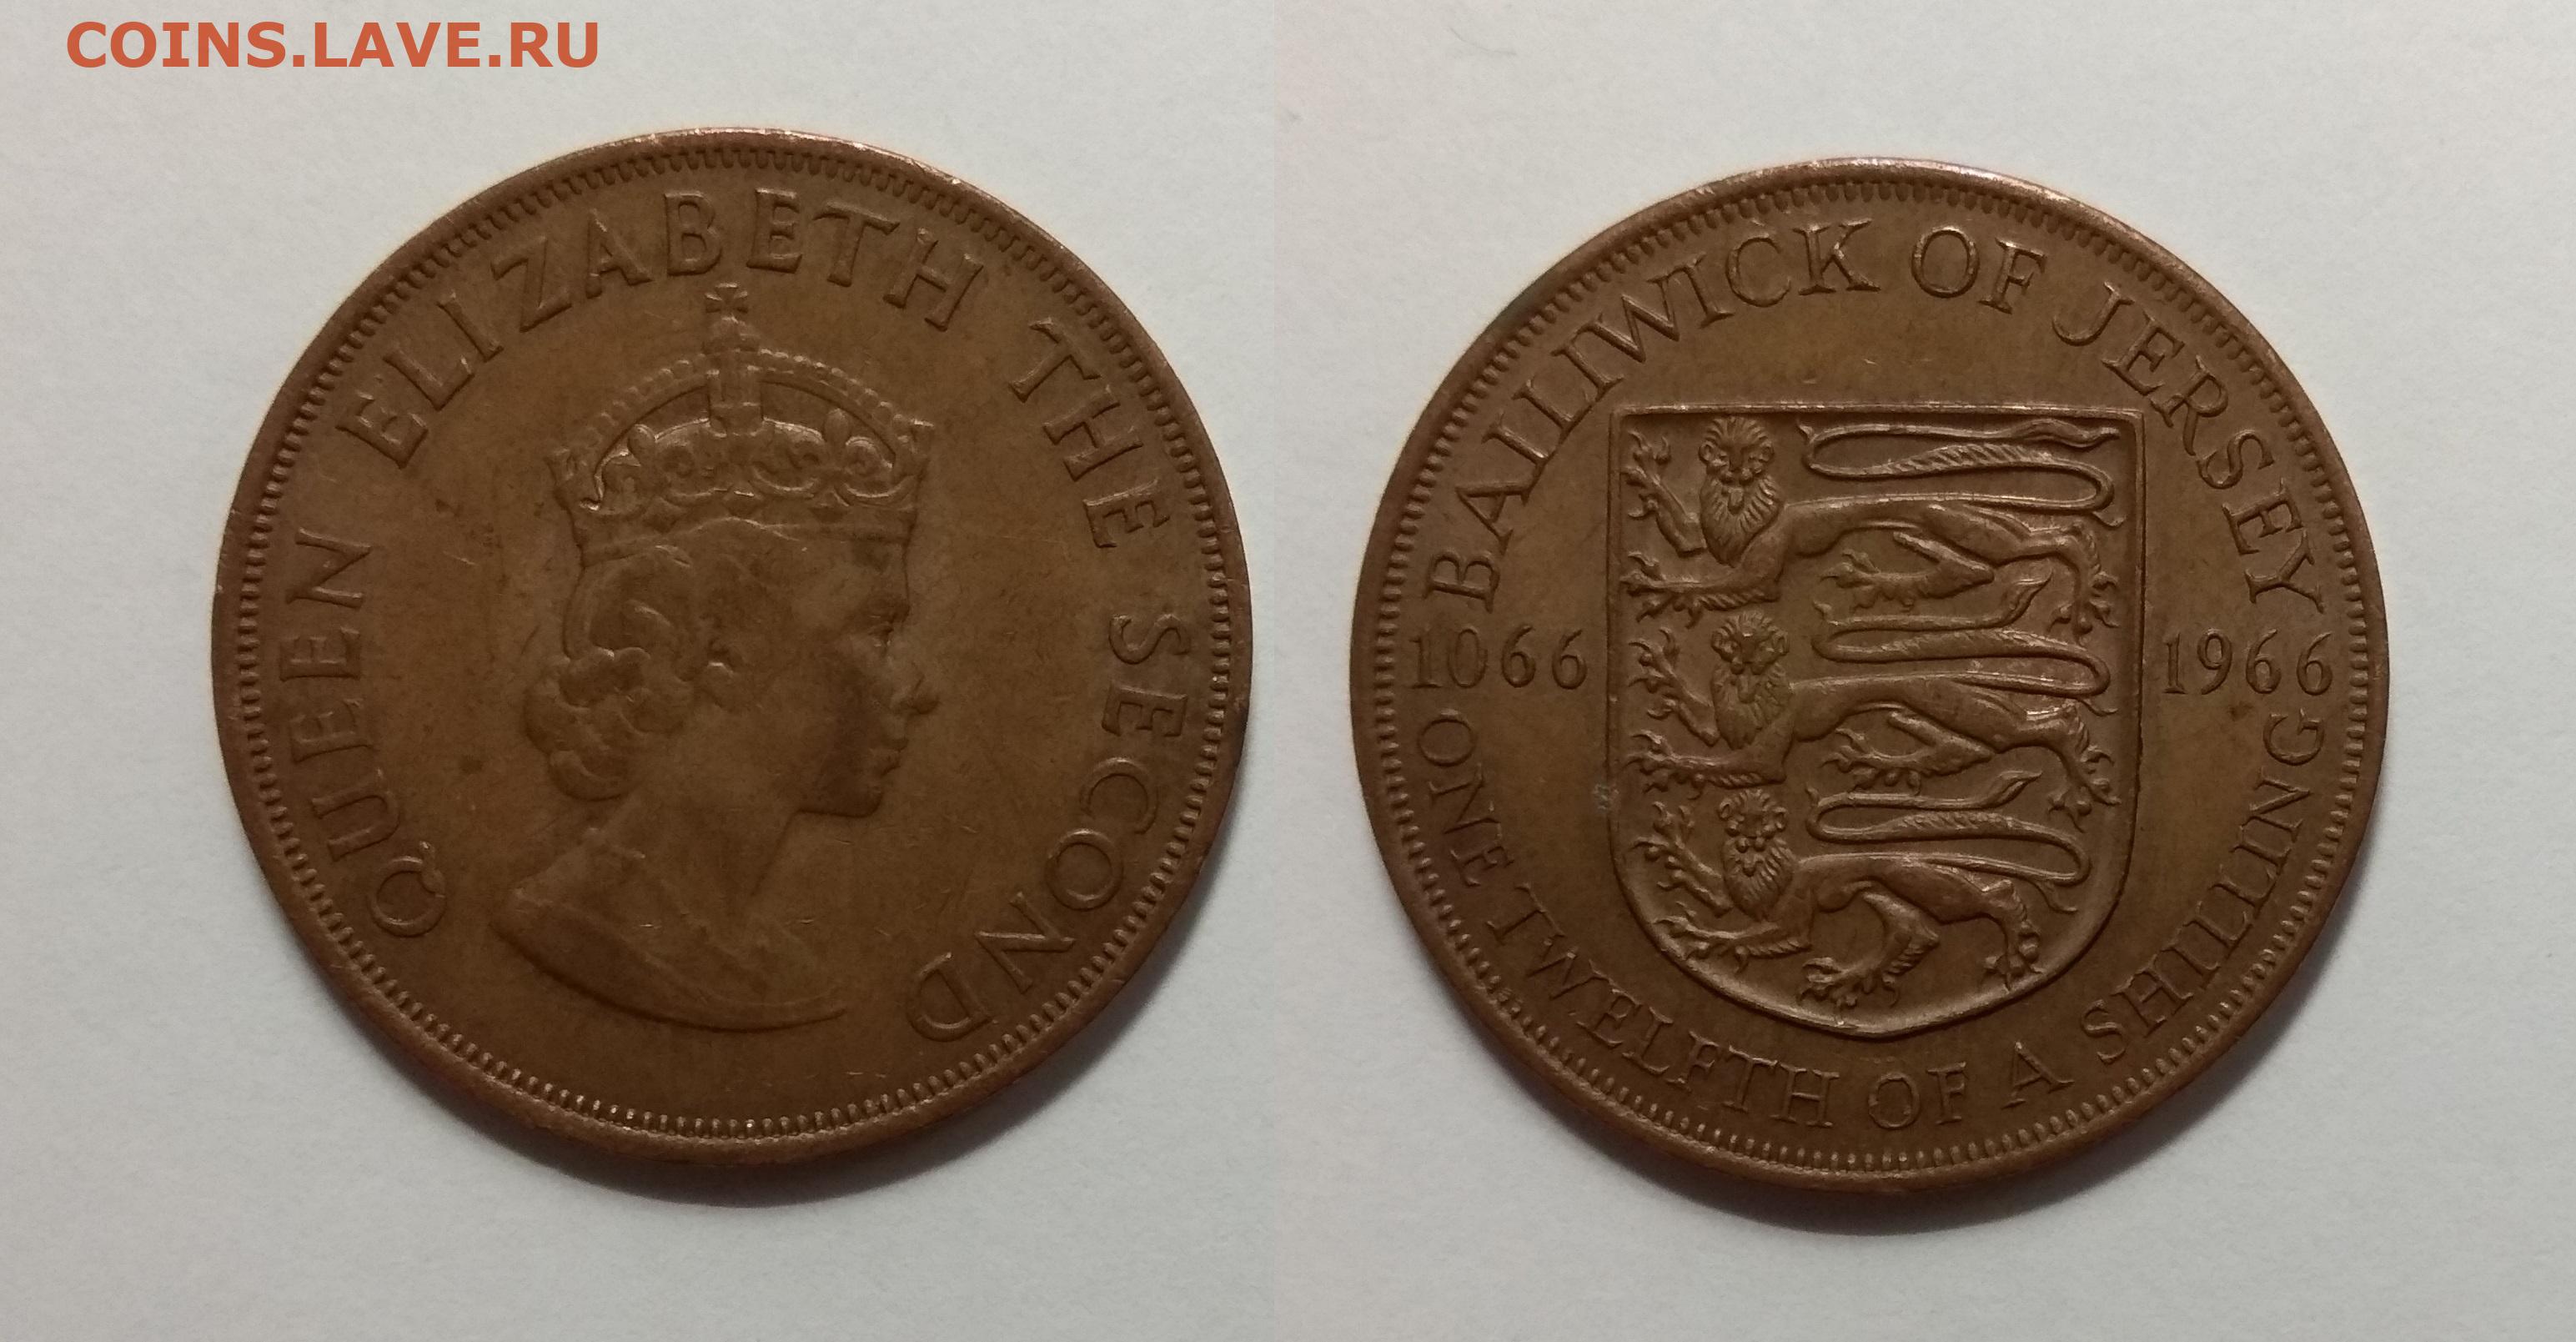 COINS.LAVE.RU
QUEEN ELIZABETH THE SECOND
BAILIWICK OF JERSEY
1066 1966
ONE TWELFTH OF A SHILLING